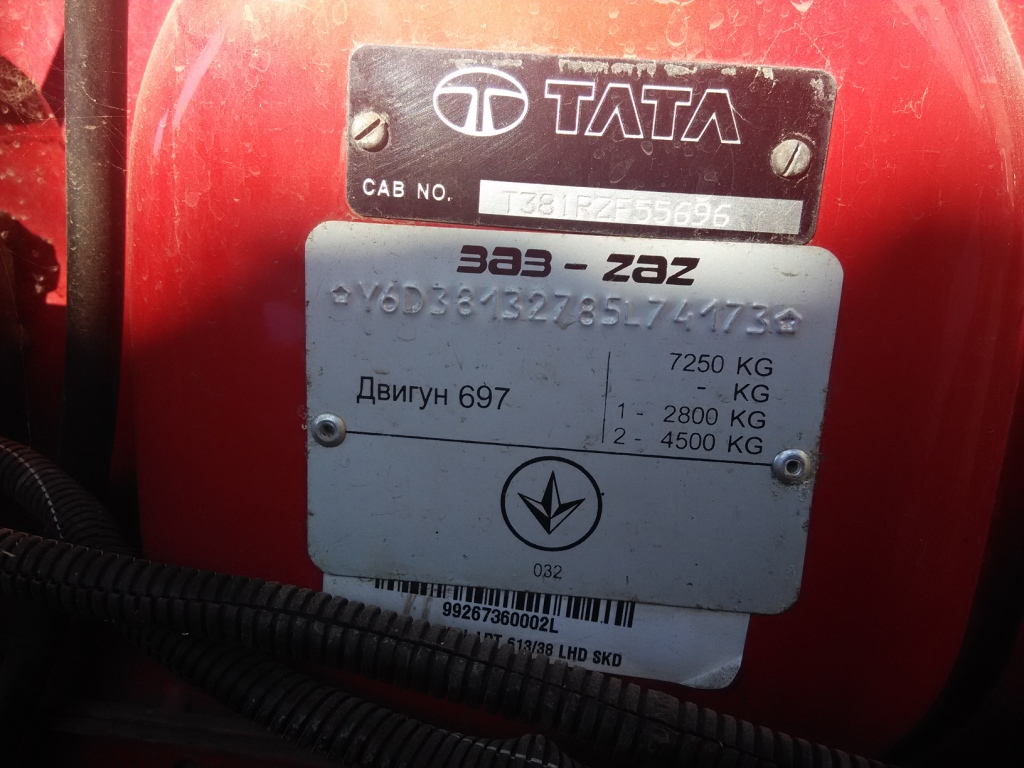 TATA
CAB NO. T381RZF55696
ЗАЗ - ZAZ
Y6D38132785L74173
Двигун 697
7250 KG
- KG
1 - 2800 KG
2 - 4500 KG
032
99267360002L
LPT 613/38 LHD SKD